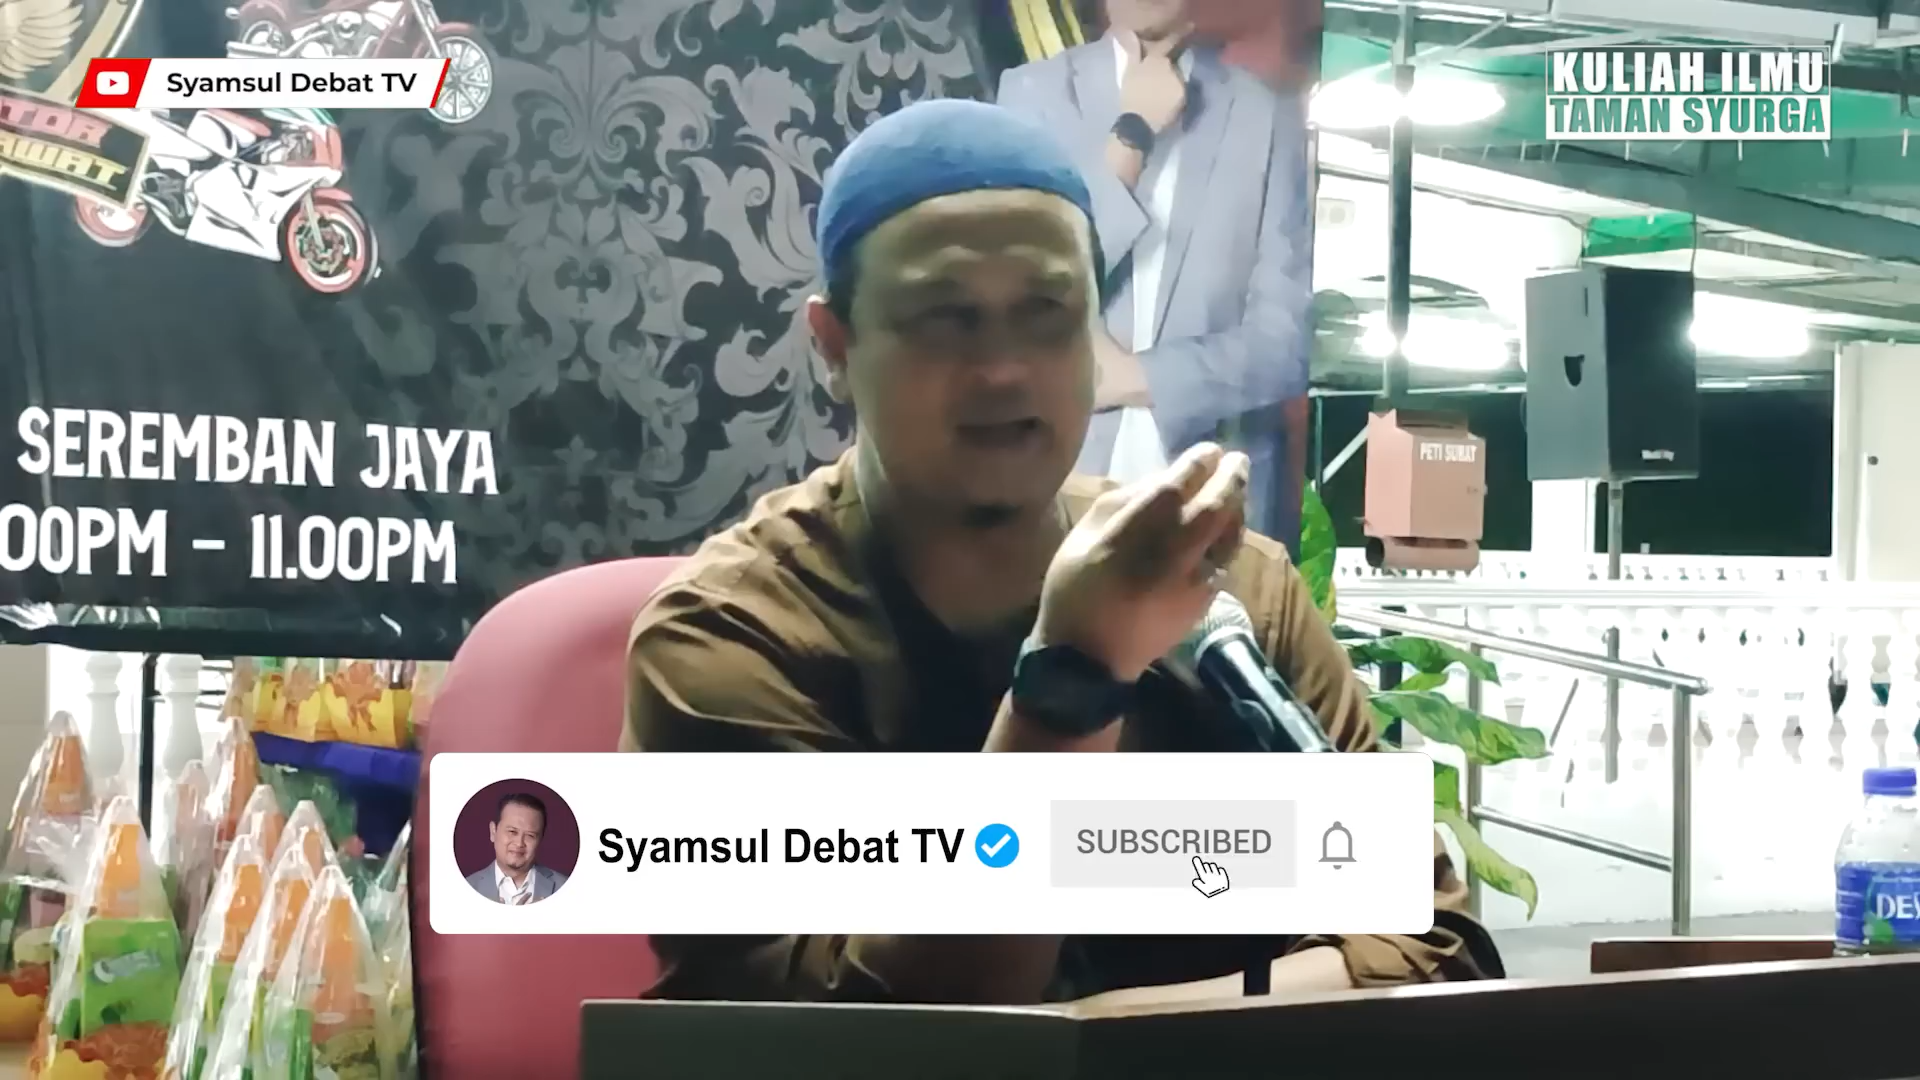 Syamsul Debat TV
KULIAH ILMU
TAMAN SYURGA
SEREMBAN JAYA
00PM - 11.00PM
PETI SURAT
Syamsul Debat TV
SUBSCRIBED